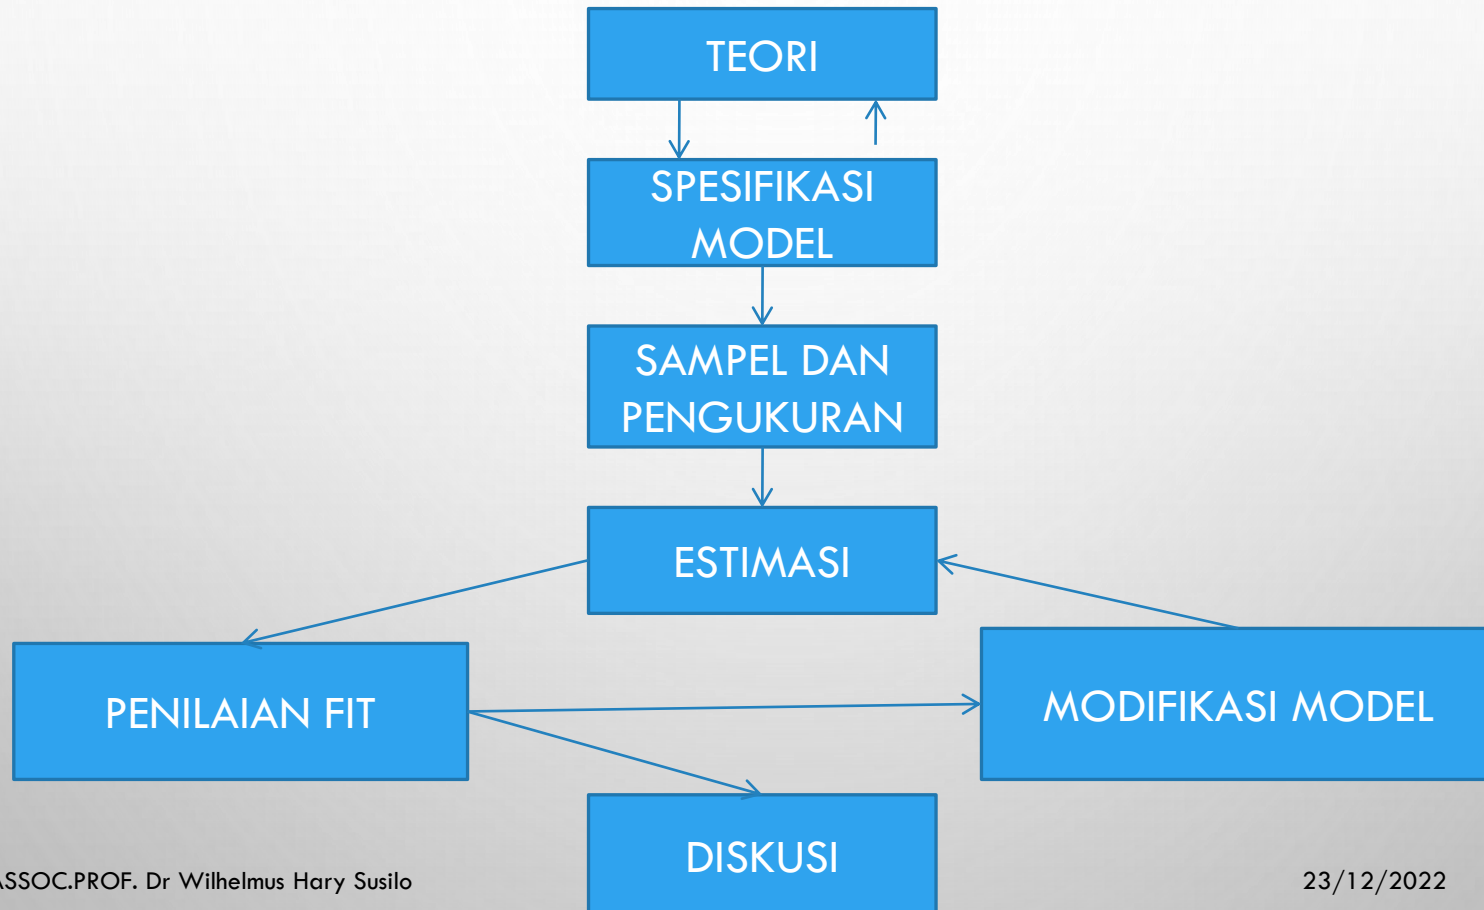 TEORI
SPESIFIKASI
MODEL
SAMPEL DAN
PENGUKURAN
ESTIMASI
PENILAIAN FIT
MODIFIKASI MODEL
DISKUSI
ASSOC.PROF. Dr Wilhelmus Hary Susilo
23/12/2022